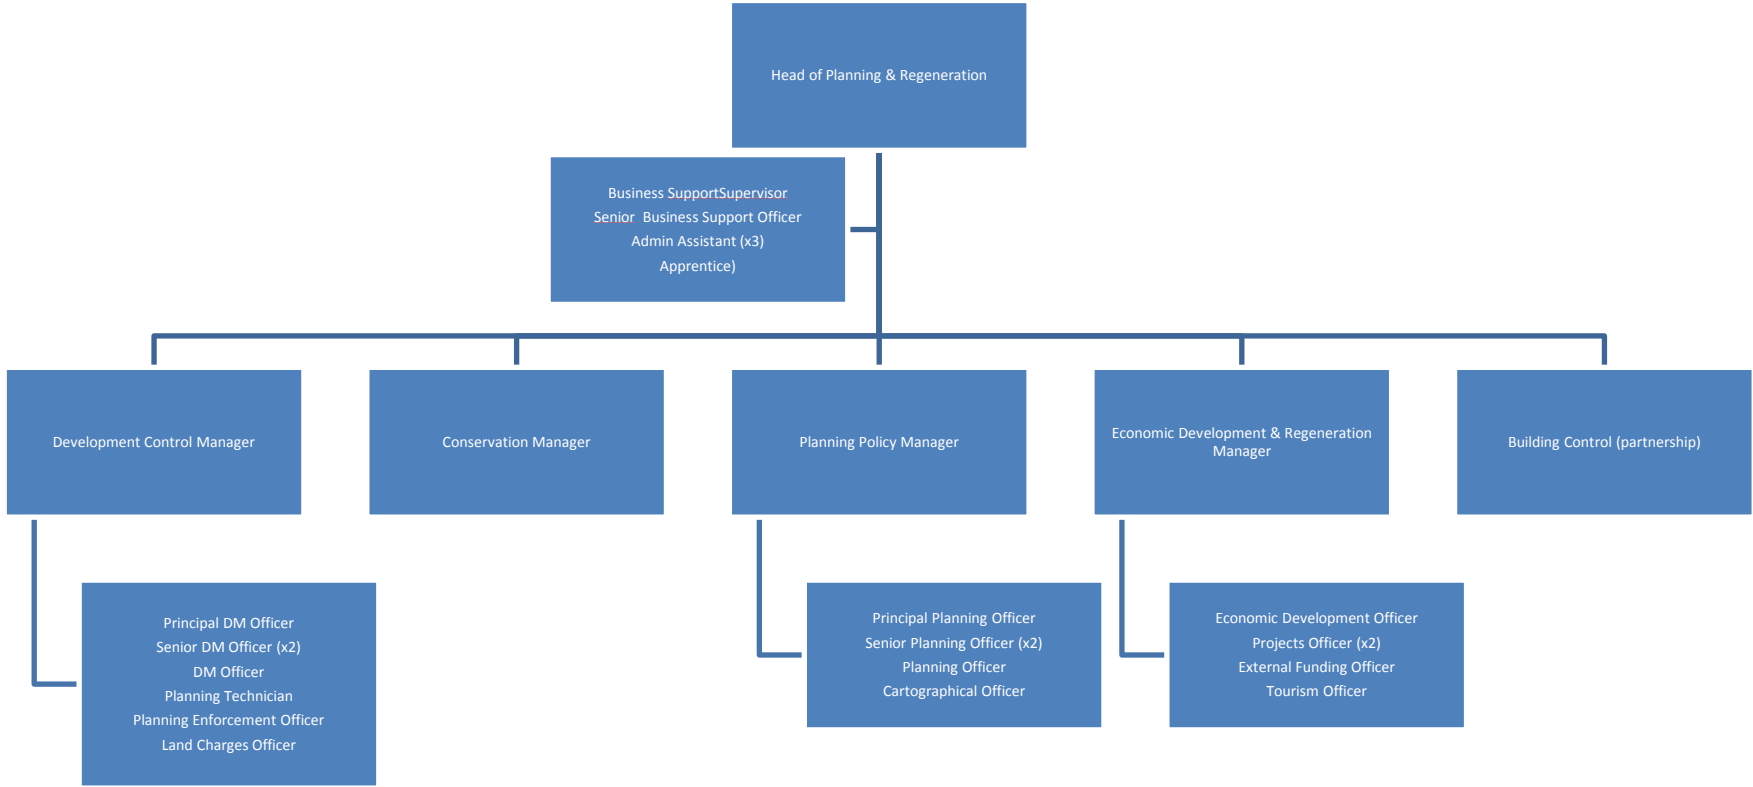 Head of Planning & Regeneration
Business SupportSupervisor
Senior  Business Support Officer
Admin Assistant (x3)
Apprentice)
Development Control Manager
Conservation Manager
Planning Policy Manager
Economic Development & Regeneration
Manager
Building Control (partnership)
Principal DM Officer
Senior DM Officer (x2)
DM Officer
Planning Technician
Planning Enforcement Officer
Land Charges Officer
Principal Planning Officer
Senior Planning Officer (x2)
Planning Officer
Cartographical Officer
Economic Development Officer
Projects Officer (x2)
External Funding Officer
Tourism Officer